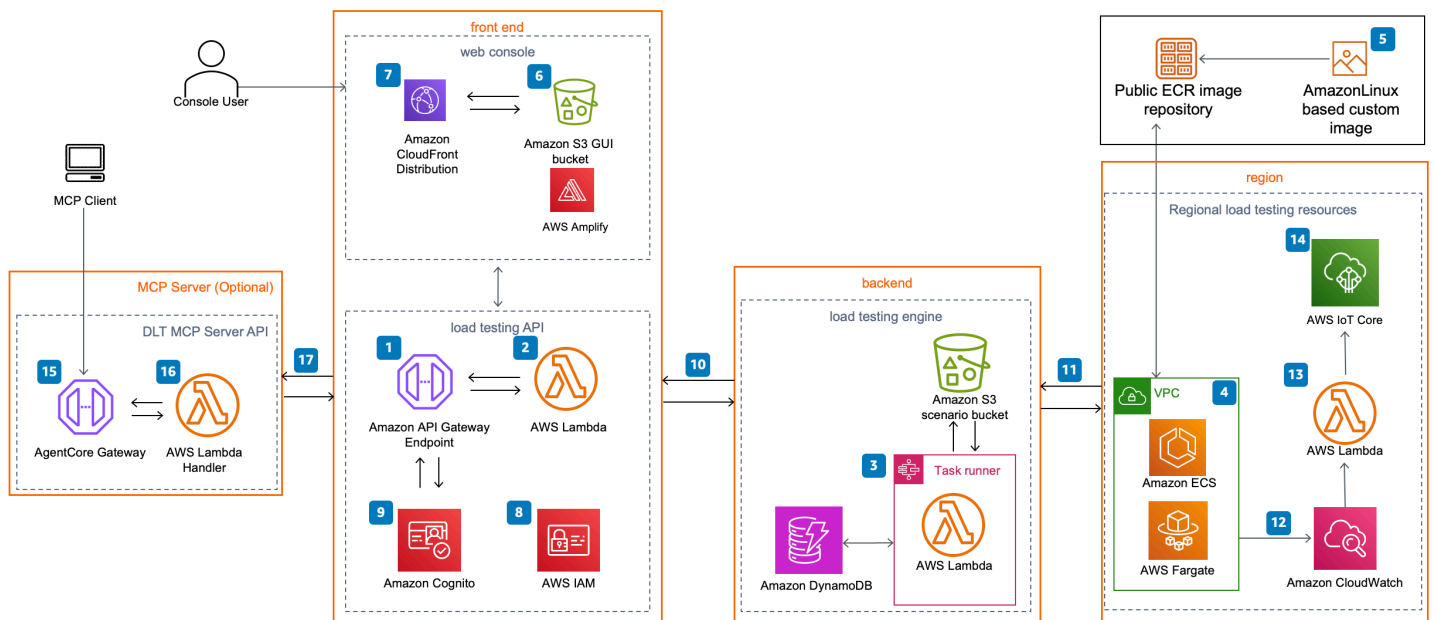 Console User
MCP Client
MCP Server (Optional)
DLT MCP Server API
15
16
AgentCore Gateway
AWS Lambda
Handler
17
front end
web console
7
6
Amazon
CloudFront
Distribution
Amazon S3 GUI
bucket
AWS Amplify
load testing API
1
2
Amazon API Gateway
Endpoint
AWS Lambda
9
8
Amazon Cognito
AWS IAM
10
backend
load testing engine
Amazon S3
scenario bucket
3
Task runner
AWS Lambda
Amazon DynamoDB
11
5
Public ECR image
repository
AmazonLinux
based custom
image
region
Regional load testing resources
14
AWS IoT Core
VPC
4
13
Amazon ECS
AWS Lambda
AWS Fargate
12
Amazon CloudWatch